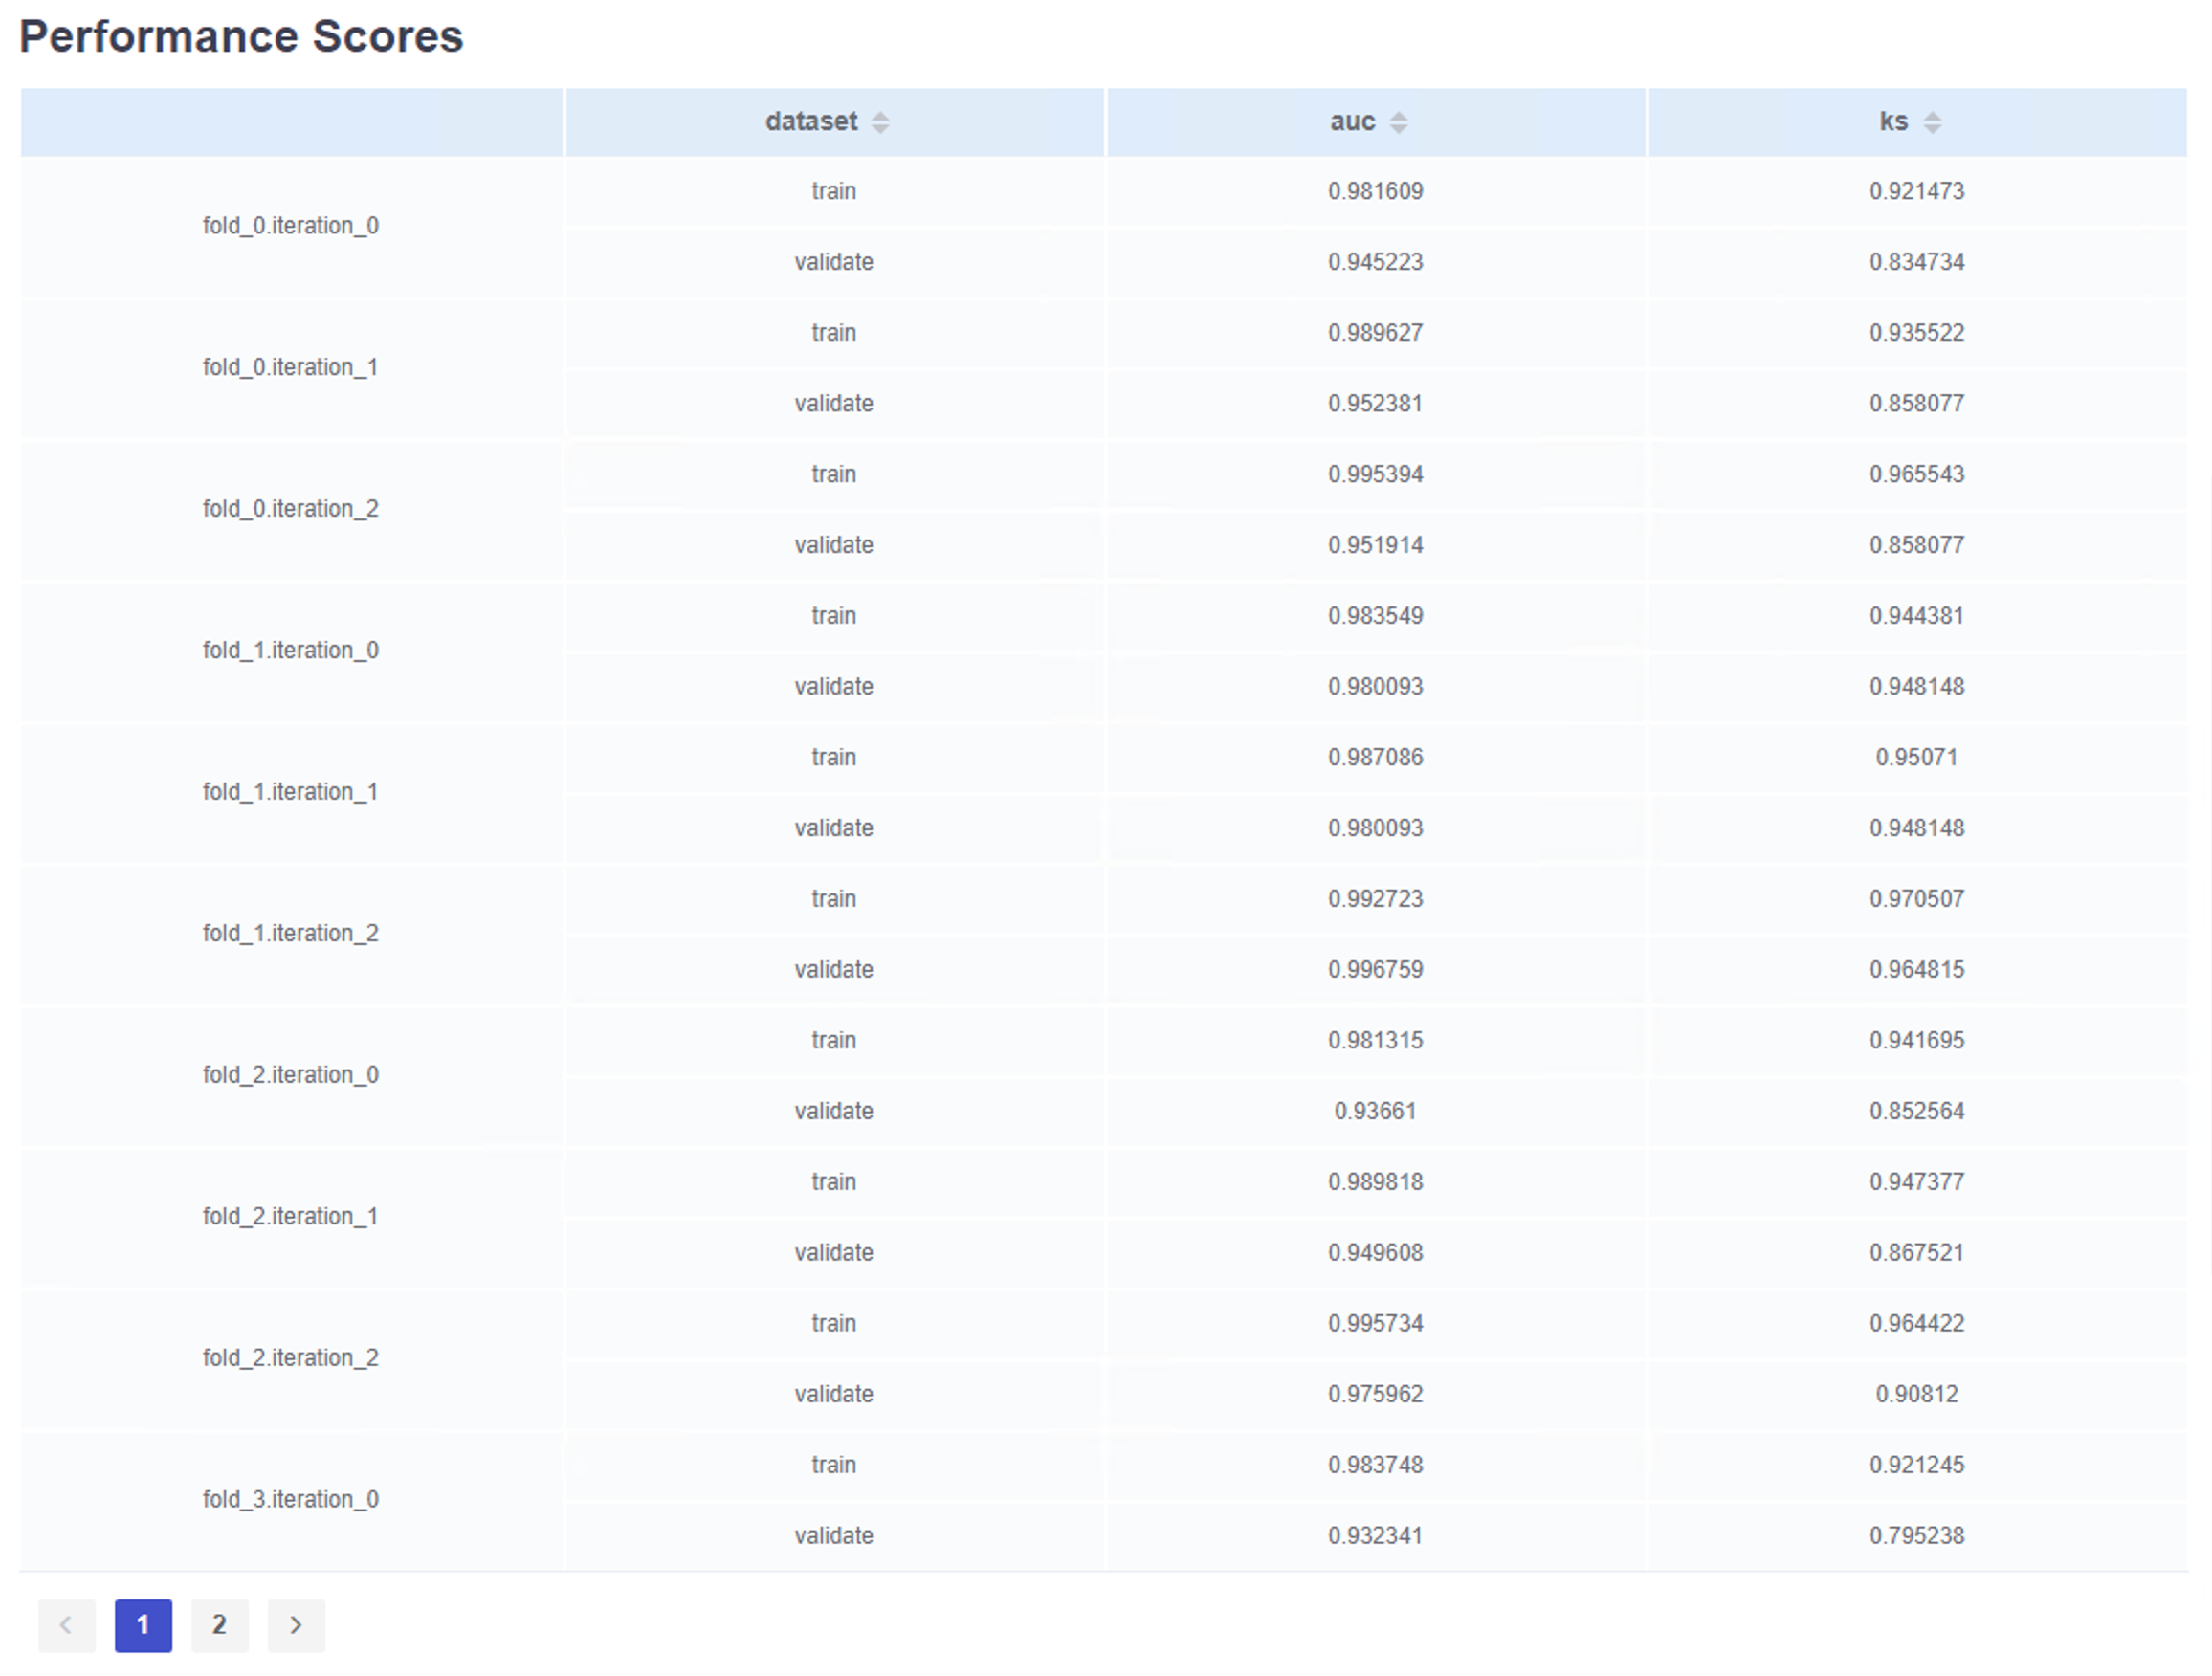 Performance Scores
dataset auc ks
fold_0.iteration_0
train 0.981609 0.921473
validate 0.945223 0.834734
fold_0.iteration_1
train 0.989627 0.935522
validate 0.952381 0.858077
fold_0.iteration_2
train 0.995394 0.965543
validate 0.951914 0.858077
fold_1.iteration_0
train 0.983549 0.944381
validate 0.980093 0.948148
fold_1.iteration_1
train 0.987086 0.95071
validate 0.980093 0.948148
fold_1.iteration_2
train 0.992723 0.970507
validate 0.996759 0.964815
fold_2.iteration_0
train 0.981315 0.941695
validate 0.93661 0.852564
fold_2.iteration_1
train 0.989818 0.947377
validate 0.949608 0.867521
fold_2.iteration_2
train 0.995734 0.964422
validate 0.975962 0.90812
fold_3.iteration_0
train 0.983748 0.921245
validate 0.932341 0.795238
1 2